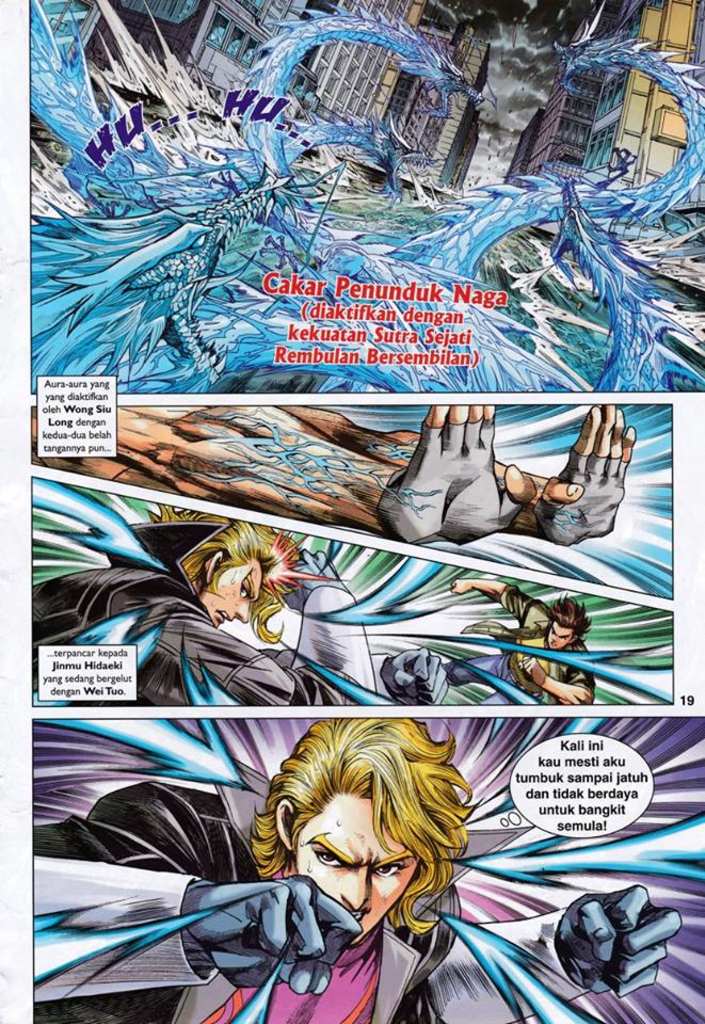 HU... HU...
Cakar Penunduk Naga
(diaktifkan dengan
kekuatan Sutra Sejati
Rembulan Bersembilan)
Aura-aura yang
yang diaktifkan
oleh Wong Siu
Long dengan
kedua-dua belah
tangannya pun...
...terpancar kepada
Jinmu Hidaeki
yang sedang bergelut
dengan Wei Tuo.
19
Kali ini
kau mesti aku
tumbuk sampai jatuh
dan tidak berdaya
untuk bangkit
semula!